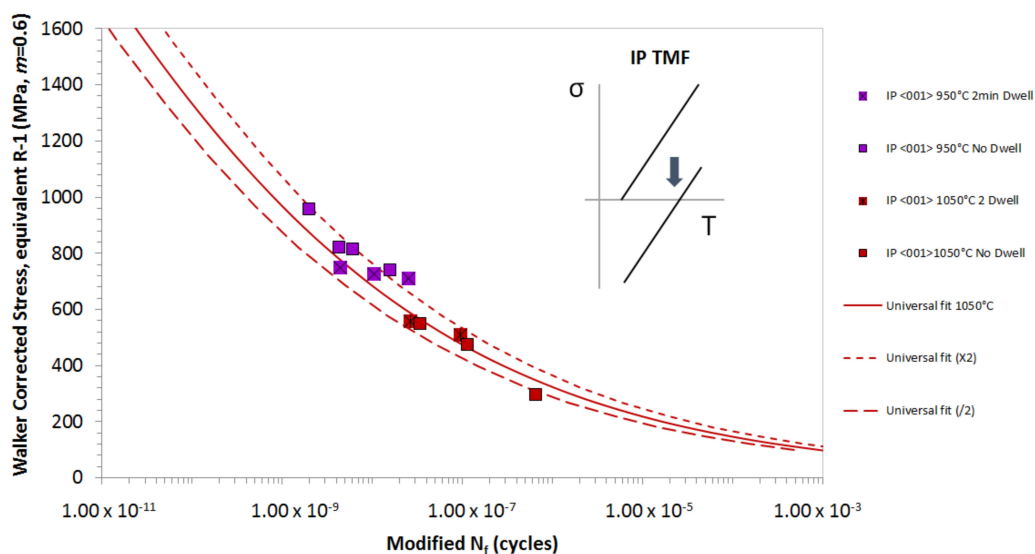 Walker Corrected Stress, equivalent R-1 (MPa, m=0.6)
1600
1400
1200
1000
800
600
400
200
0
1.00 x 10-11
1.00 x 10-9
1.00 x 10-7
1.00 x 10-5
1.00 x 10-3
Modified Nf (cycles)
IP TMF
σ
T
IP <001> 950°C 2min Dwell
IP <001> 950°C No Dwell
IP <001> 1050°C 2 Dwell
IP <001>1050°C No Dwell
Universal fit 1050°C
Universal fit (X2)
Universal fit (/2)